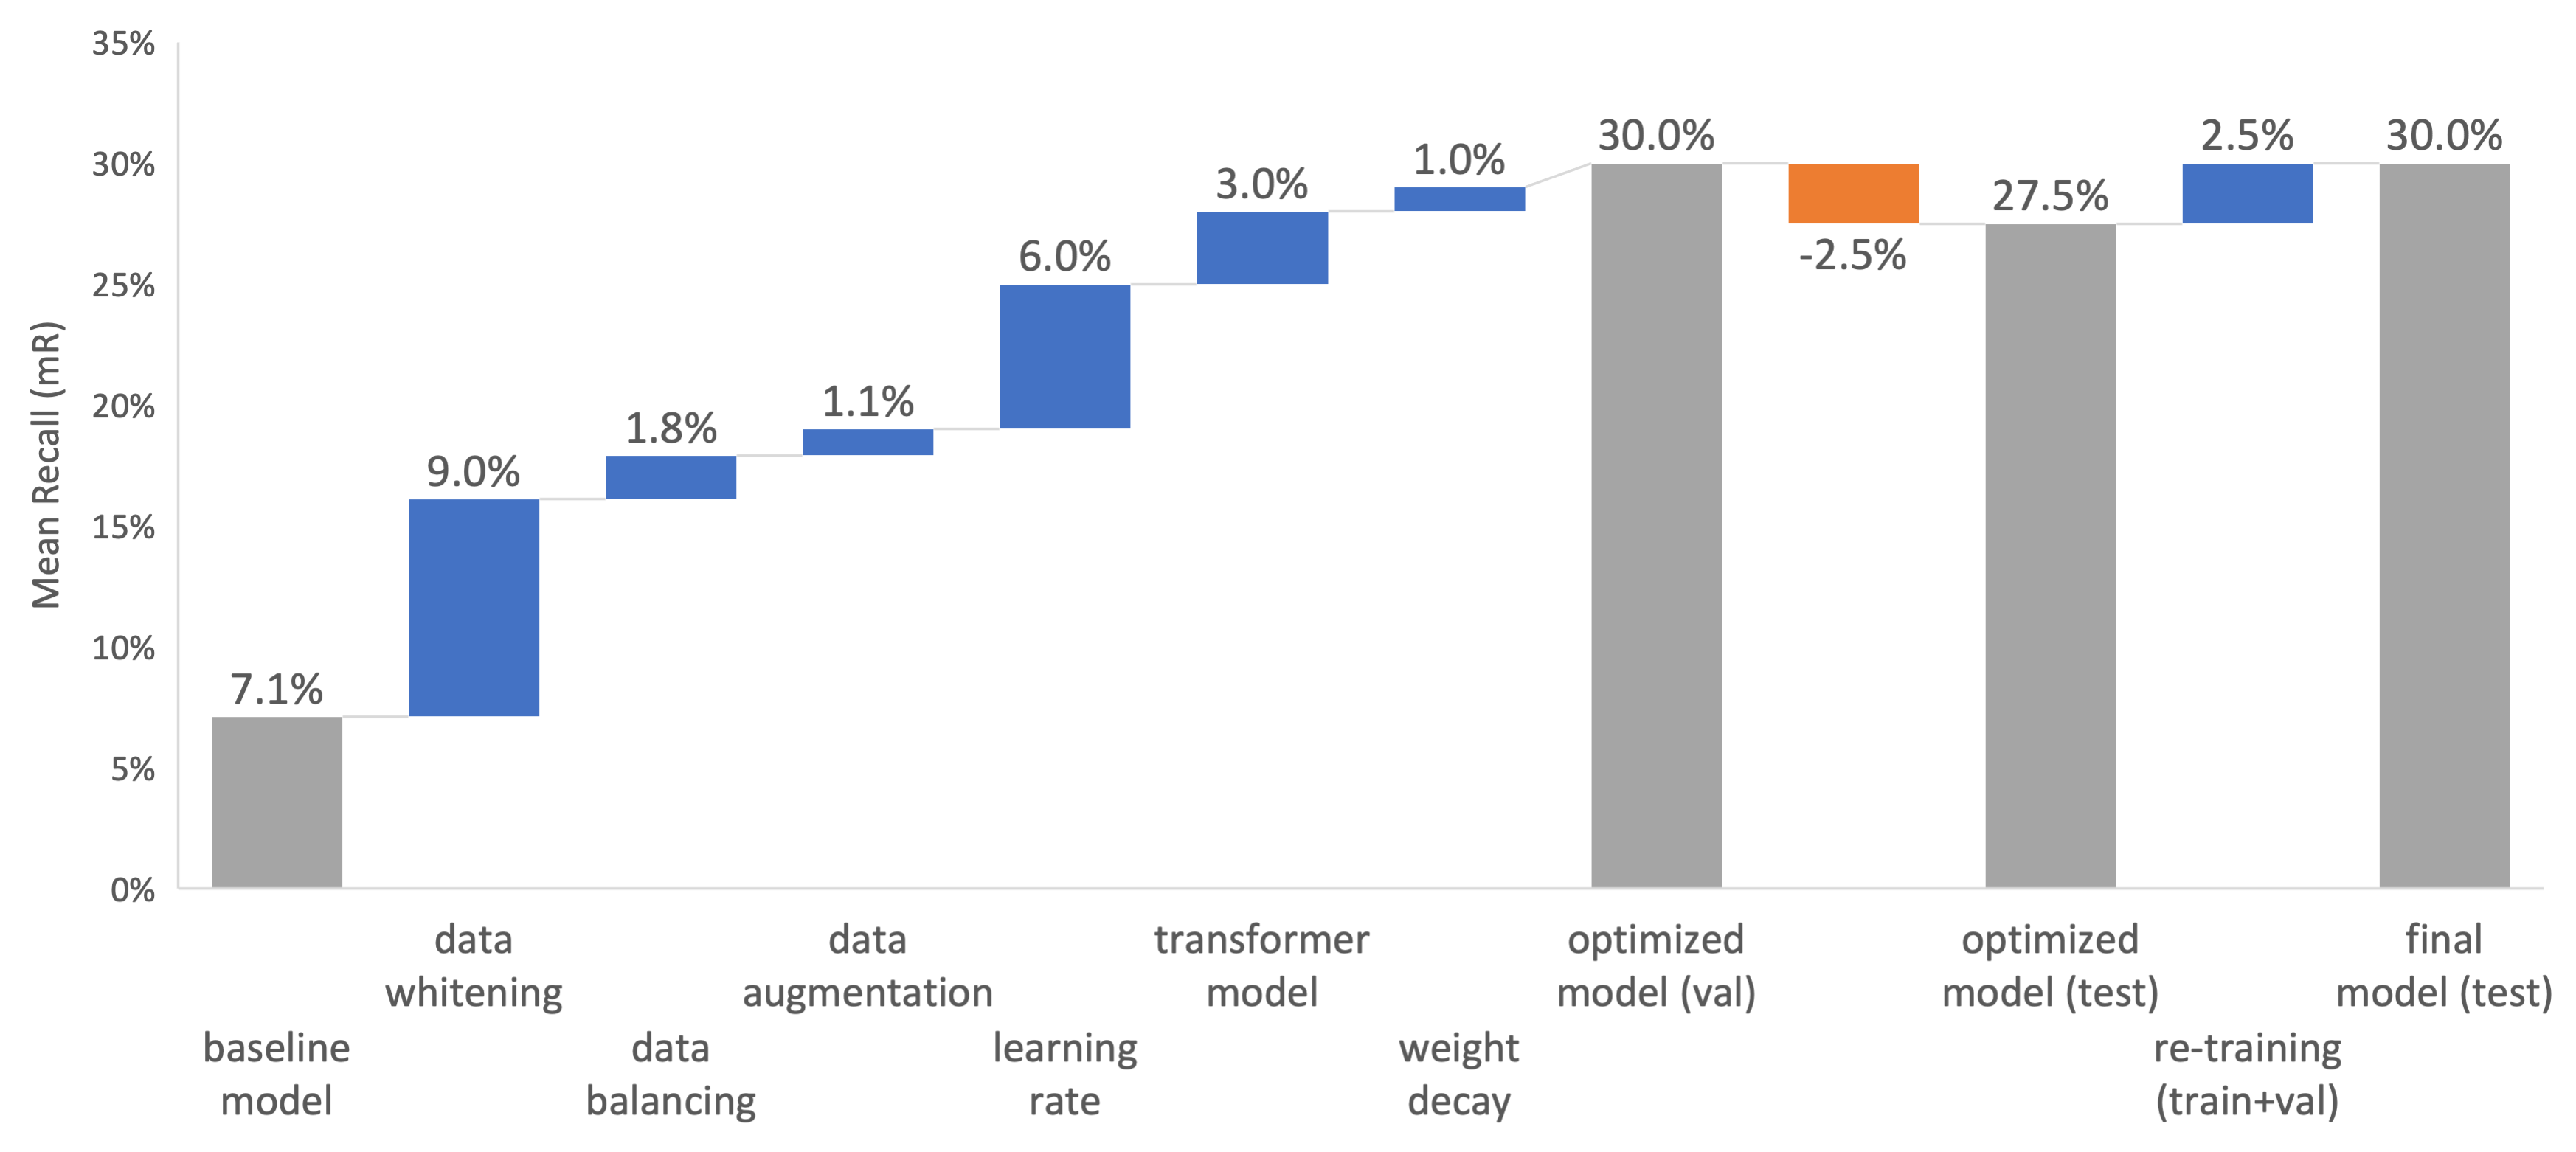 35%
30%
25%
20%
15%
10%
5%
0%
Mean Recall (mR)
7.1%
9.0%
1.8%
1.1%
6.0%
3.0%
1.0%
30.0%
-2.5%
27.5%
2.5%
30.0%
baseline
model
data
whitening
data
balancing
data
augmentation
learning
rate
transformer
model
weight
decay
optimized
model (val)
optimized
model (test)
re-training
(train+val)
final
model (test)